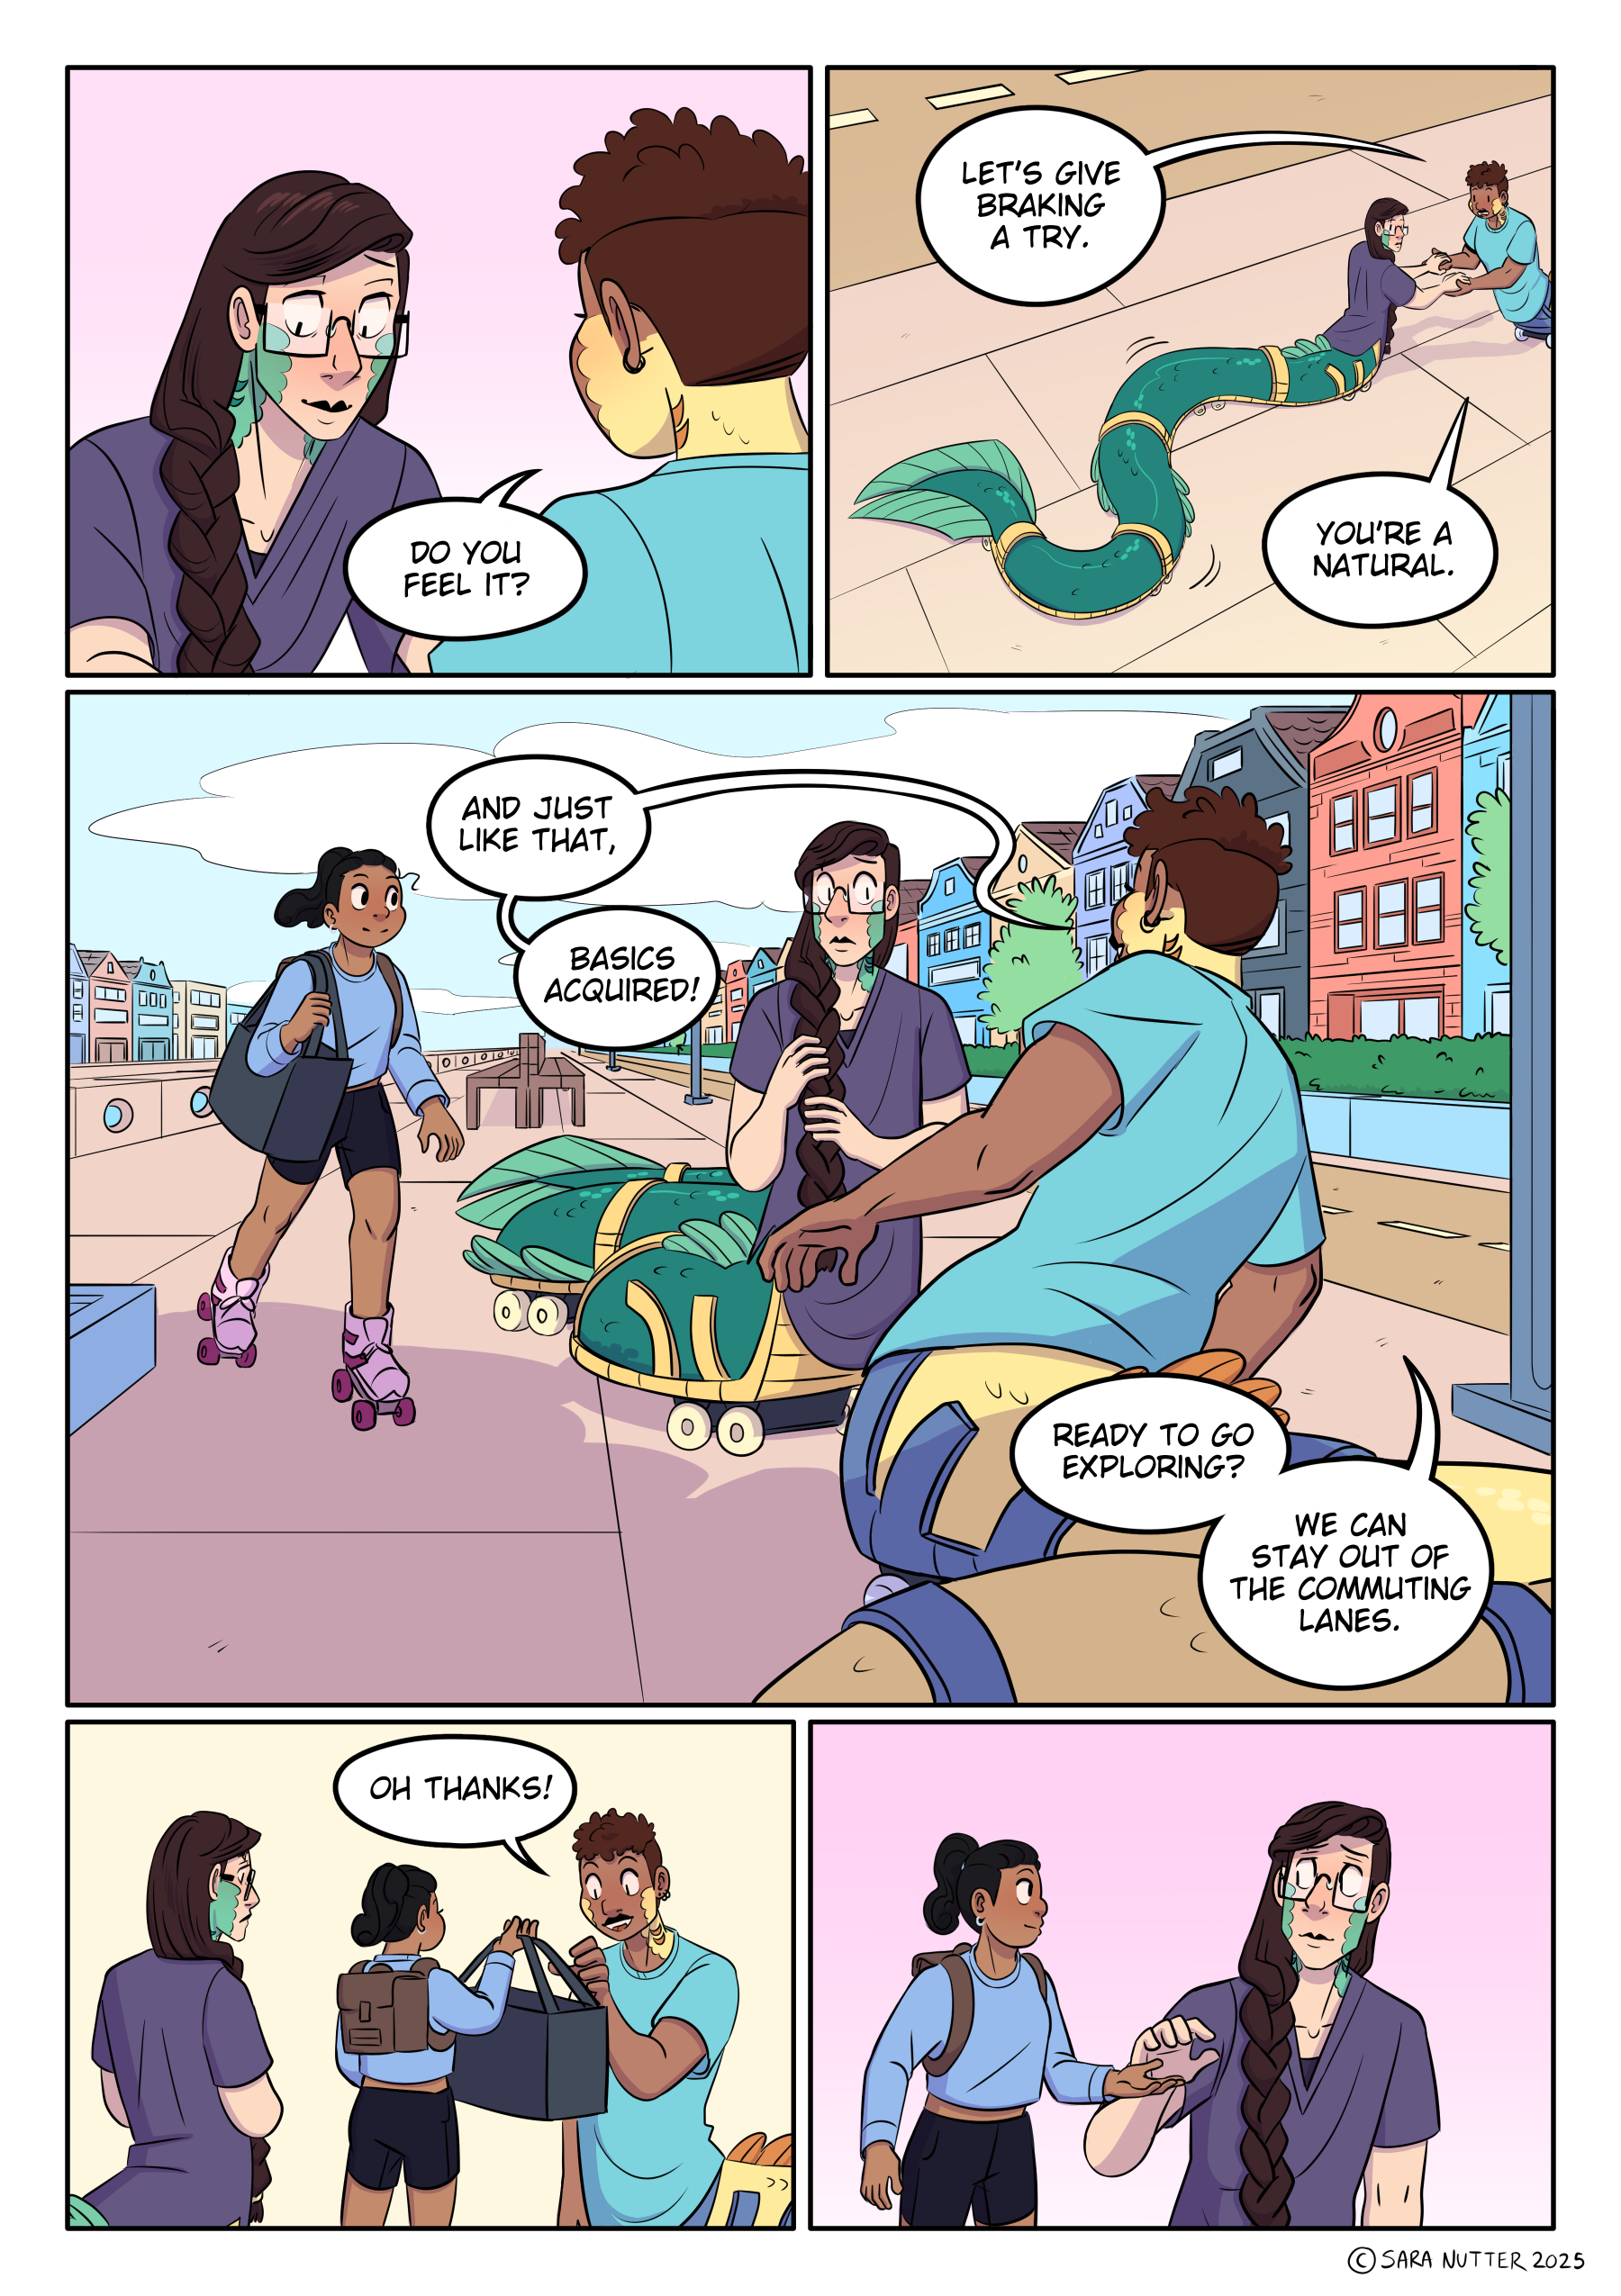 DO YOU
FEEL IT?
LET'S GIVE
BRAKING
A TRY.
YOU'RE A
NATURAL.
AND JUST
LIKE THAT,
BASICS
ACQUIRED!
READY TO GO
EXPLORING?
WE CAN
STAY OUT OF
THE COMMUTING
LANES.
OH THANKS!
© SARA NUTTER 2025